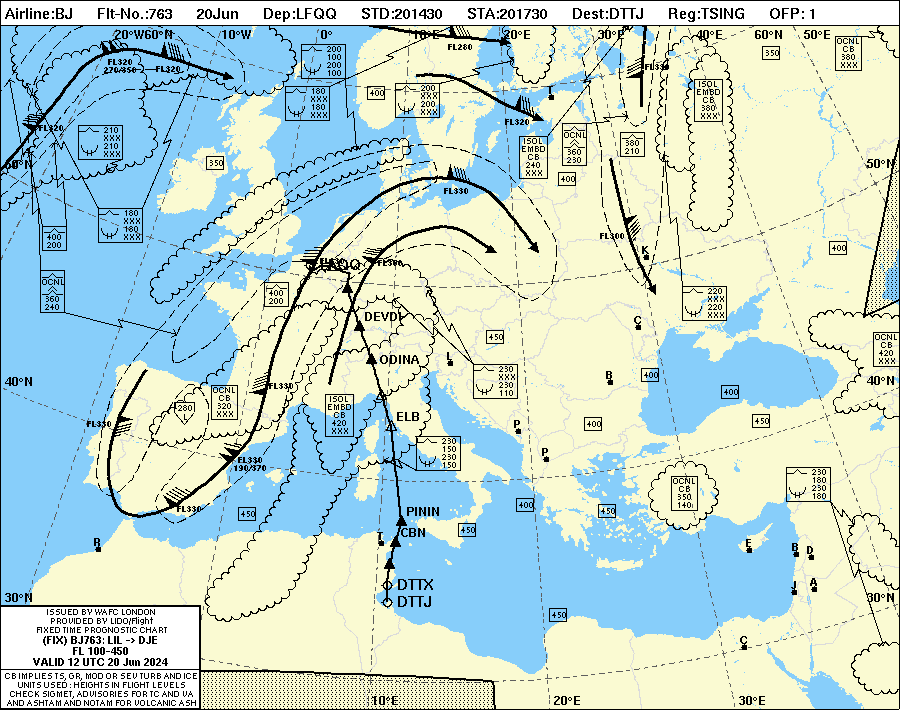 Airline:BJ Flt-No.:763 20Jun Dep:LFQQ STD:201430 STA:201730 Dest:DTTJ Reg:TSING OFP: 1
20°W 60°N 10°W 0° 10°E 20°E 30°E 40°E 60°N 50°E
FL280
FL320
270/350
FL320
200
100
200
100
350
OCNL
CB
380
XXX
FL330
180
XXX
180
XXX
400
200
XXX
200
XXX
ISOL
EMBD
CB
380
XXX
T
FL320
FL320
210
XXX
210
XXX
OCNL
360
230
380
210
ISOL
EMBD
CB
240
XXX
50°N
350
50°N
400
FL330
180
XXX
180
XXX
400
200
FL300
400
K
LFQQ
FL300
OCNL
360
240
400
200
220
XXX
220
XXX
DEVDI
C
450
OCNL
CB
420
XXX
ODINA
L
230
XXX
230
110
40°N
B
400
40°N
FL330
OCNL
CB
320
XXX
400
ISOL
EMBD
CB
420
XXX
280
L
ELB
FL330
P
400
450
230
150
230
150
P
FL330
190/370
OCNL
CB
350
140
230
180
230
180
FL330
450
PININ
400
450
450
CBN
T
R
E
B
D
OCNL
CB
380
XXX
DTTX
DTTJ
J
A
30°N
30°N
450
C
ISSUED BY WAFC LONDON
PROVIDED BY LIDO/Flight
FIXED TIME PROGNOSTIC CHART
(FIX) BJ763: LIL -> DJE
FL 100-450
VALID 12 UTC 20 Jun 2024
CB IMPLIES TS, GR, MOD OR SEV TURB AND ICE
UNITS USED: HEIGHTS IN FLIGHT LEVELS
CHECK SIGMET, ADVISORIES FOR TC AND VA
AND ASHTAM AND NOTAM FOR VOLCANIC ASH
10°E 20°E 30°E